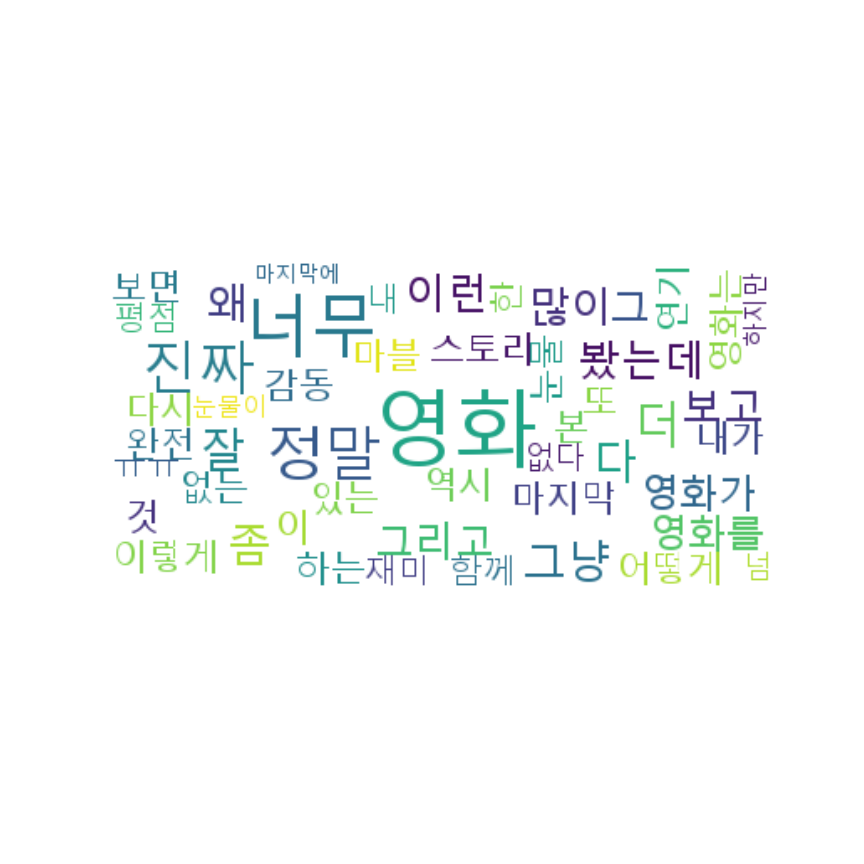 마지막에
보면
왜
너무
내
이런
한
많이
그
연기
영화는
하지만
평점
진짜
마블
스토리
눈물
봤는데
감동
다시
눈물이
영화
또
더
보고
본
내가
완전
잘
정말
ㅠㅠ
없는
있는
역시
없다
다
마지막
영화가
것
이렇게
좀
이
그리고
영화를
하는
재미
함께
그냥
어떻게
넘